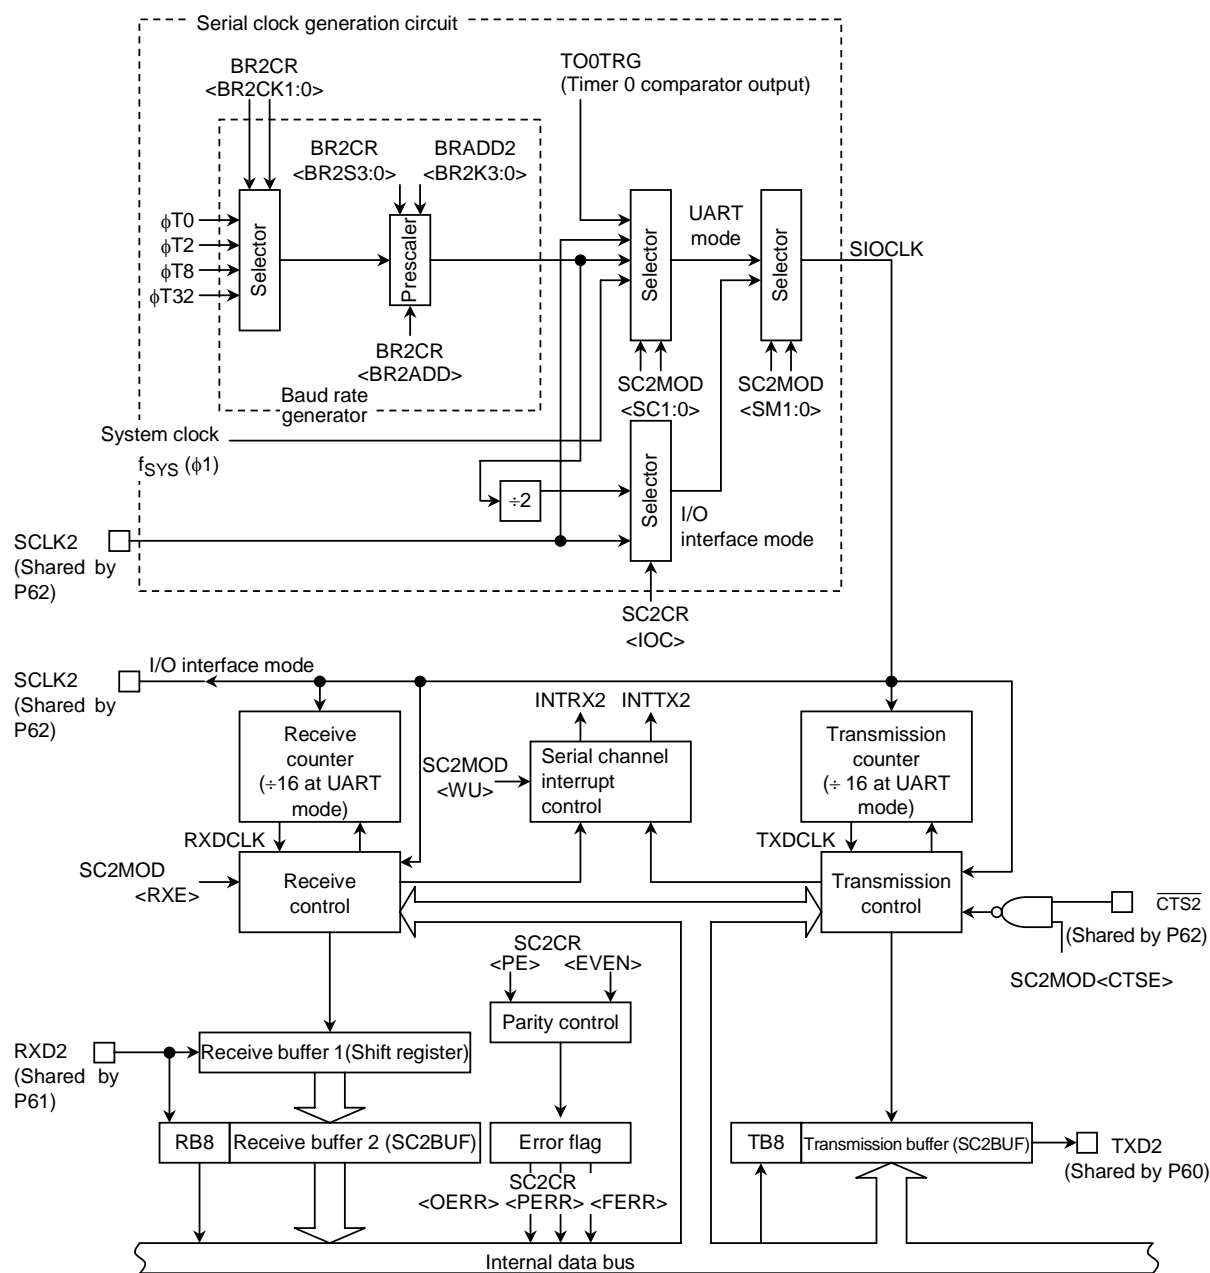 Serial clock generation circuit
BR2CR
<BR2CK1:0>
TO0TRG
(Timer 0 comparator output)
BR2CR
<BR2S3:0>
BRADD2
<BR2K3:0>
φT0
φT2
φT8
φT32
Selector
Prescaler
Selector
UART
mode
Selector
SIOCLK
BR2CR
<BR2ADD>
Baud rate
generator
SC2MOD
<SC1:0>
SC2MOD
<SM1:0>
System clock
fSYS (φ1)
÷2
Selector
I/O
interface mode
SCLK2
(Shared by
P62)
SC2CR
<IOC>
I/O interface mode
SCLK2
(Shared by
P62)
INTRX2
INTTX2
Receive
counter
(÷16 at UART
mode)
SC2MOD
<WU>
Serial channel
interrupt
control
Transmission
counter
(÷ 16 at UART
mode)
RXDCLK
TXDCLK
SC2MOD
<RXE>
Receive
control
Transmission
control
CTS2
(Shared by P62)
SC2MOD<CTSE>
SC2CR
<PE>
<EVEN>
Parity control
RXD2
(Shared by
P61)
Receive buffer 1(Shift register)
RB8
Receive buffer 2 (SC2BUF)
Error flag
TB8
Transmission buffer (SC2BUF)
TXD2
(Shared by P60)
SC2CR
<OERR>
<PERR>
<FERR>
Internal data bus